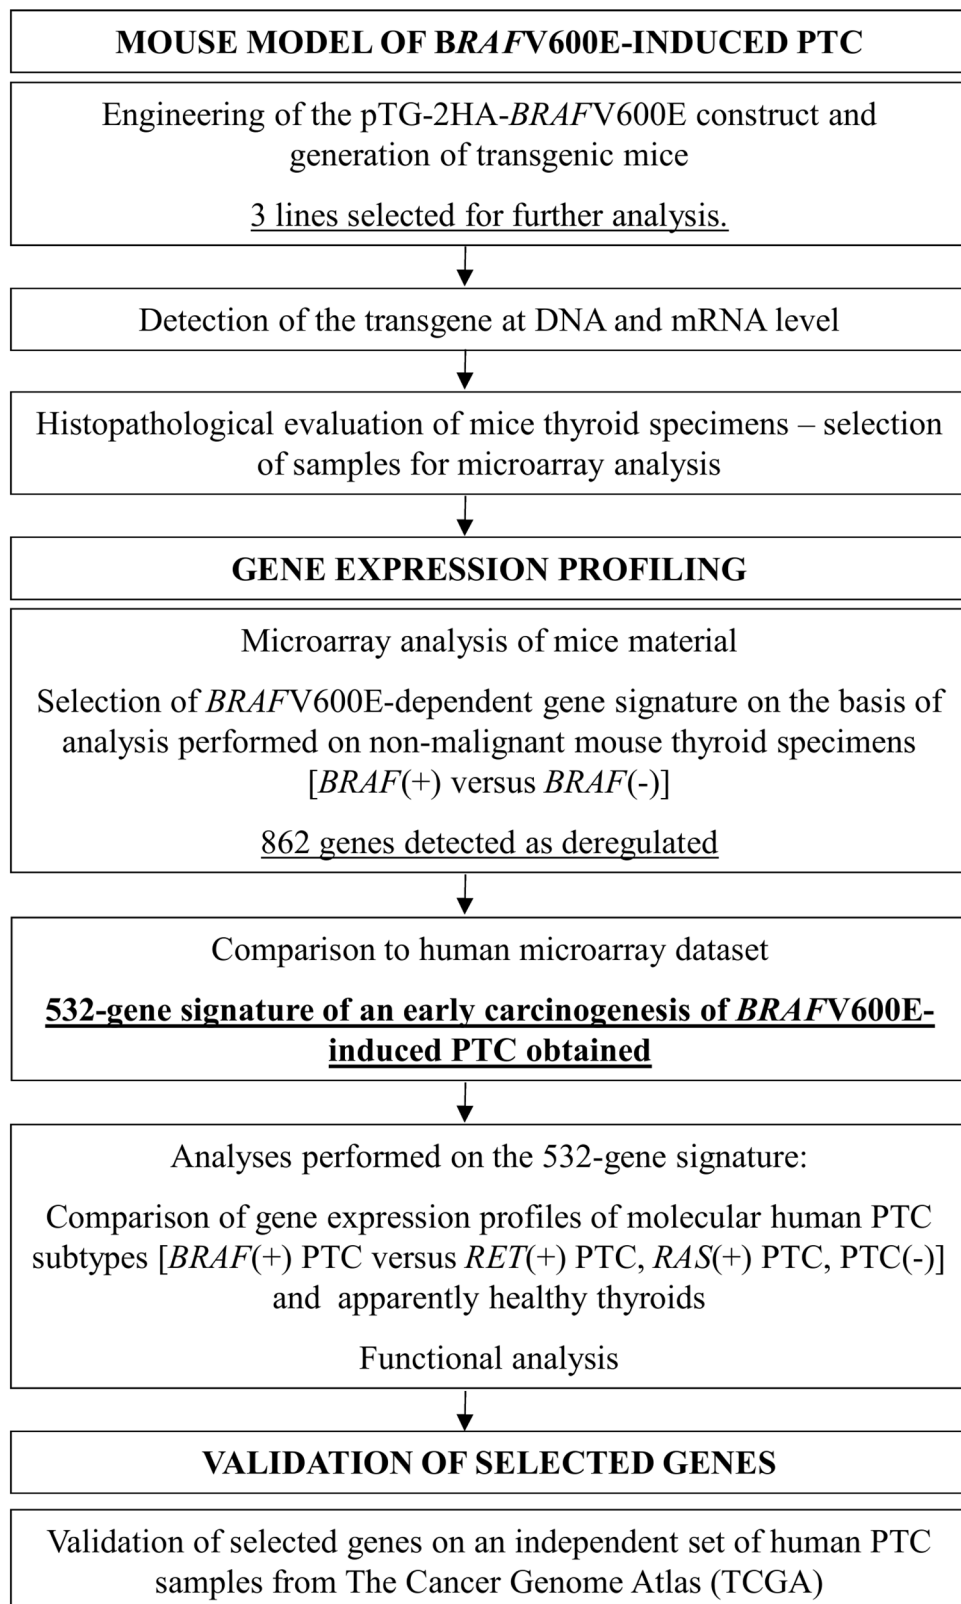 MOUSE MODEL OF BRAFV600E-INDUCED PTC
Engineering of the pTG-2HA-BRAFV600E construct and
generation of transgenic mice
3 lines selected for further analysis.
Detection of the transgene at DNA and mRNA level
Histopathological evaluation of mice thyroid specimens – selection
of samples for microarray analysis
GENE EXPRESSION PROFILING
Microarray analysis of mice material
Selection of BRAFV600E-dependent gene signature on the basis of
analysis performed on non-malignant mouse thyroid specimens
[BRAF(+) versus BRAF(-)]
862 genes detected as deregulated
Comparison to human microarray dataset
532-gene signature of an early carcinogenesis of BRAFV600E-
induced PTC obtained
Analyses performed on the 532-gene signature:
Comparison of gene expression profiles of molecular human PTC
subtypes [BRAF(+) PTC versus RET(+) PTC, RAS(+) PTC, PTC(-)]
and apparently healthy thyroids
Functional analysis
VALIDATION OF SELECTED GENES
Validation of selected genes on an independent set of human PTC
samples from The Cancer Genome Atlas (TCGA)